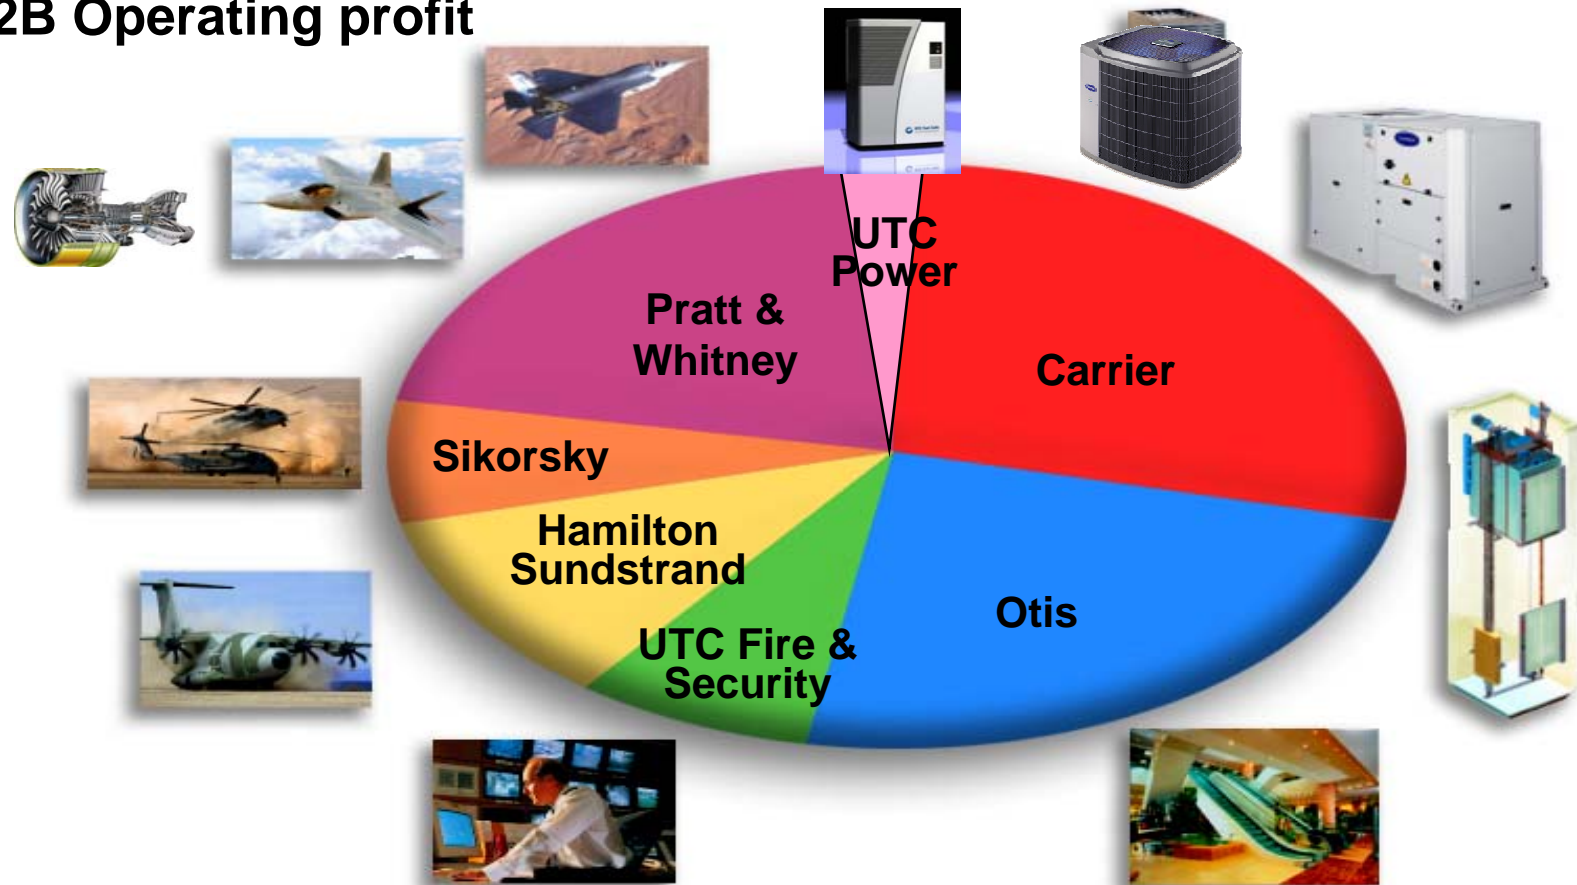 2B Operating profit
UTC
Power
Pratt &
Whitney
Carrier
Sikorsky
Hamilton
Sundstrand
Otis
UTC Fire &
Security